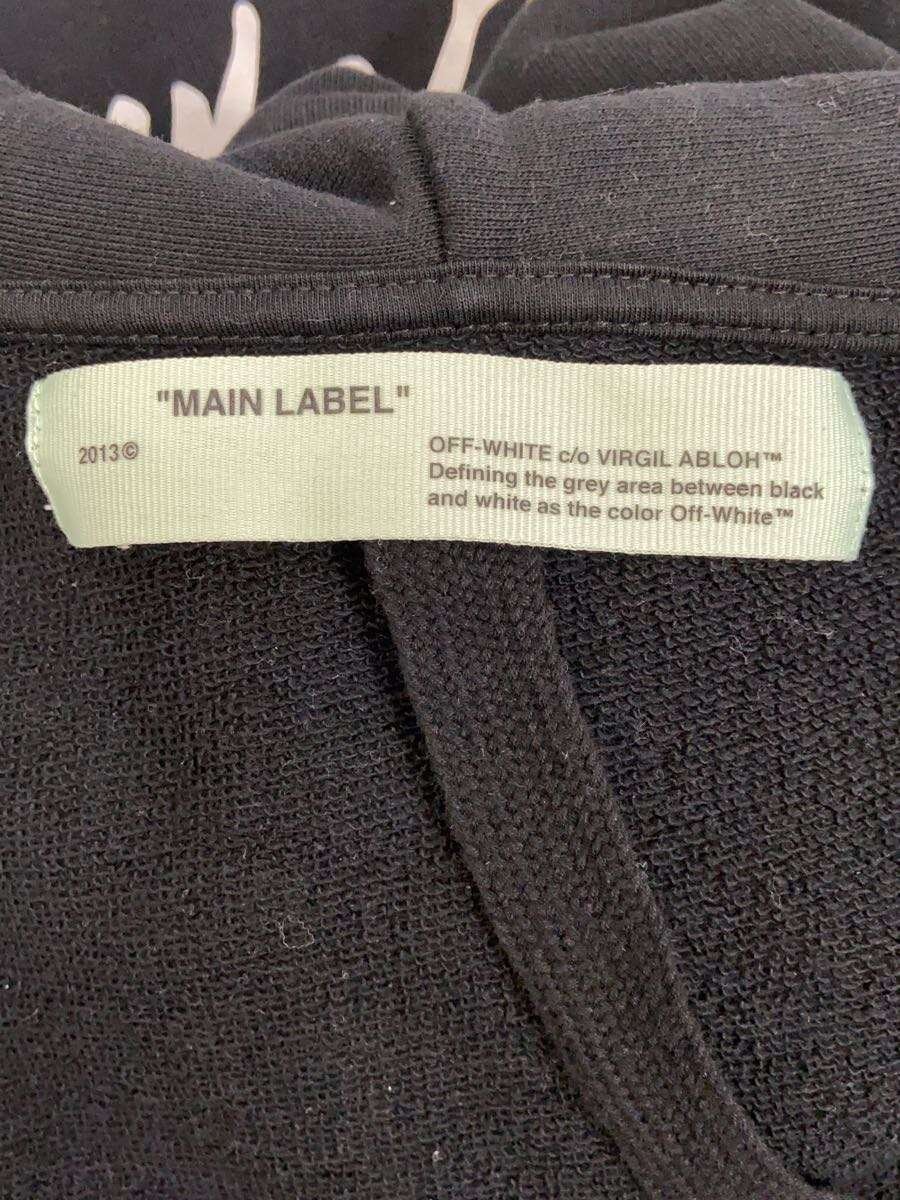 "MAIN LABEL"
2013©
OFF-WHITE c/o VIRGIL ABLOH™
Defining the grey area between black
and white as the color Off-White™